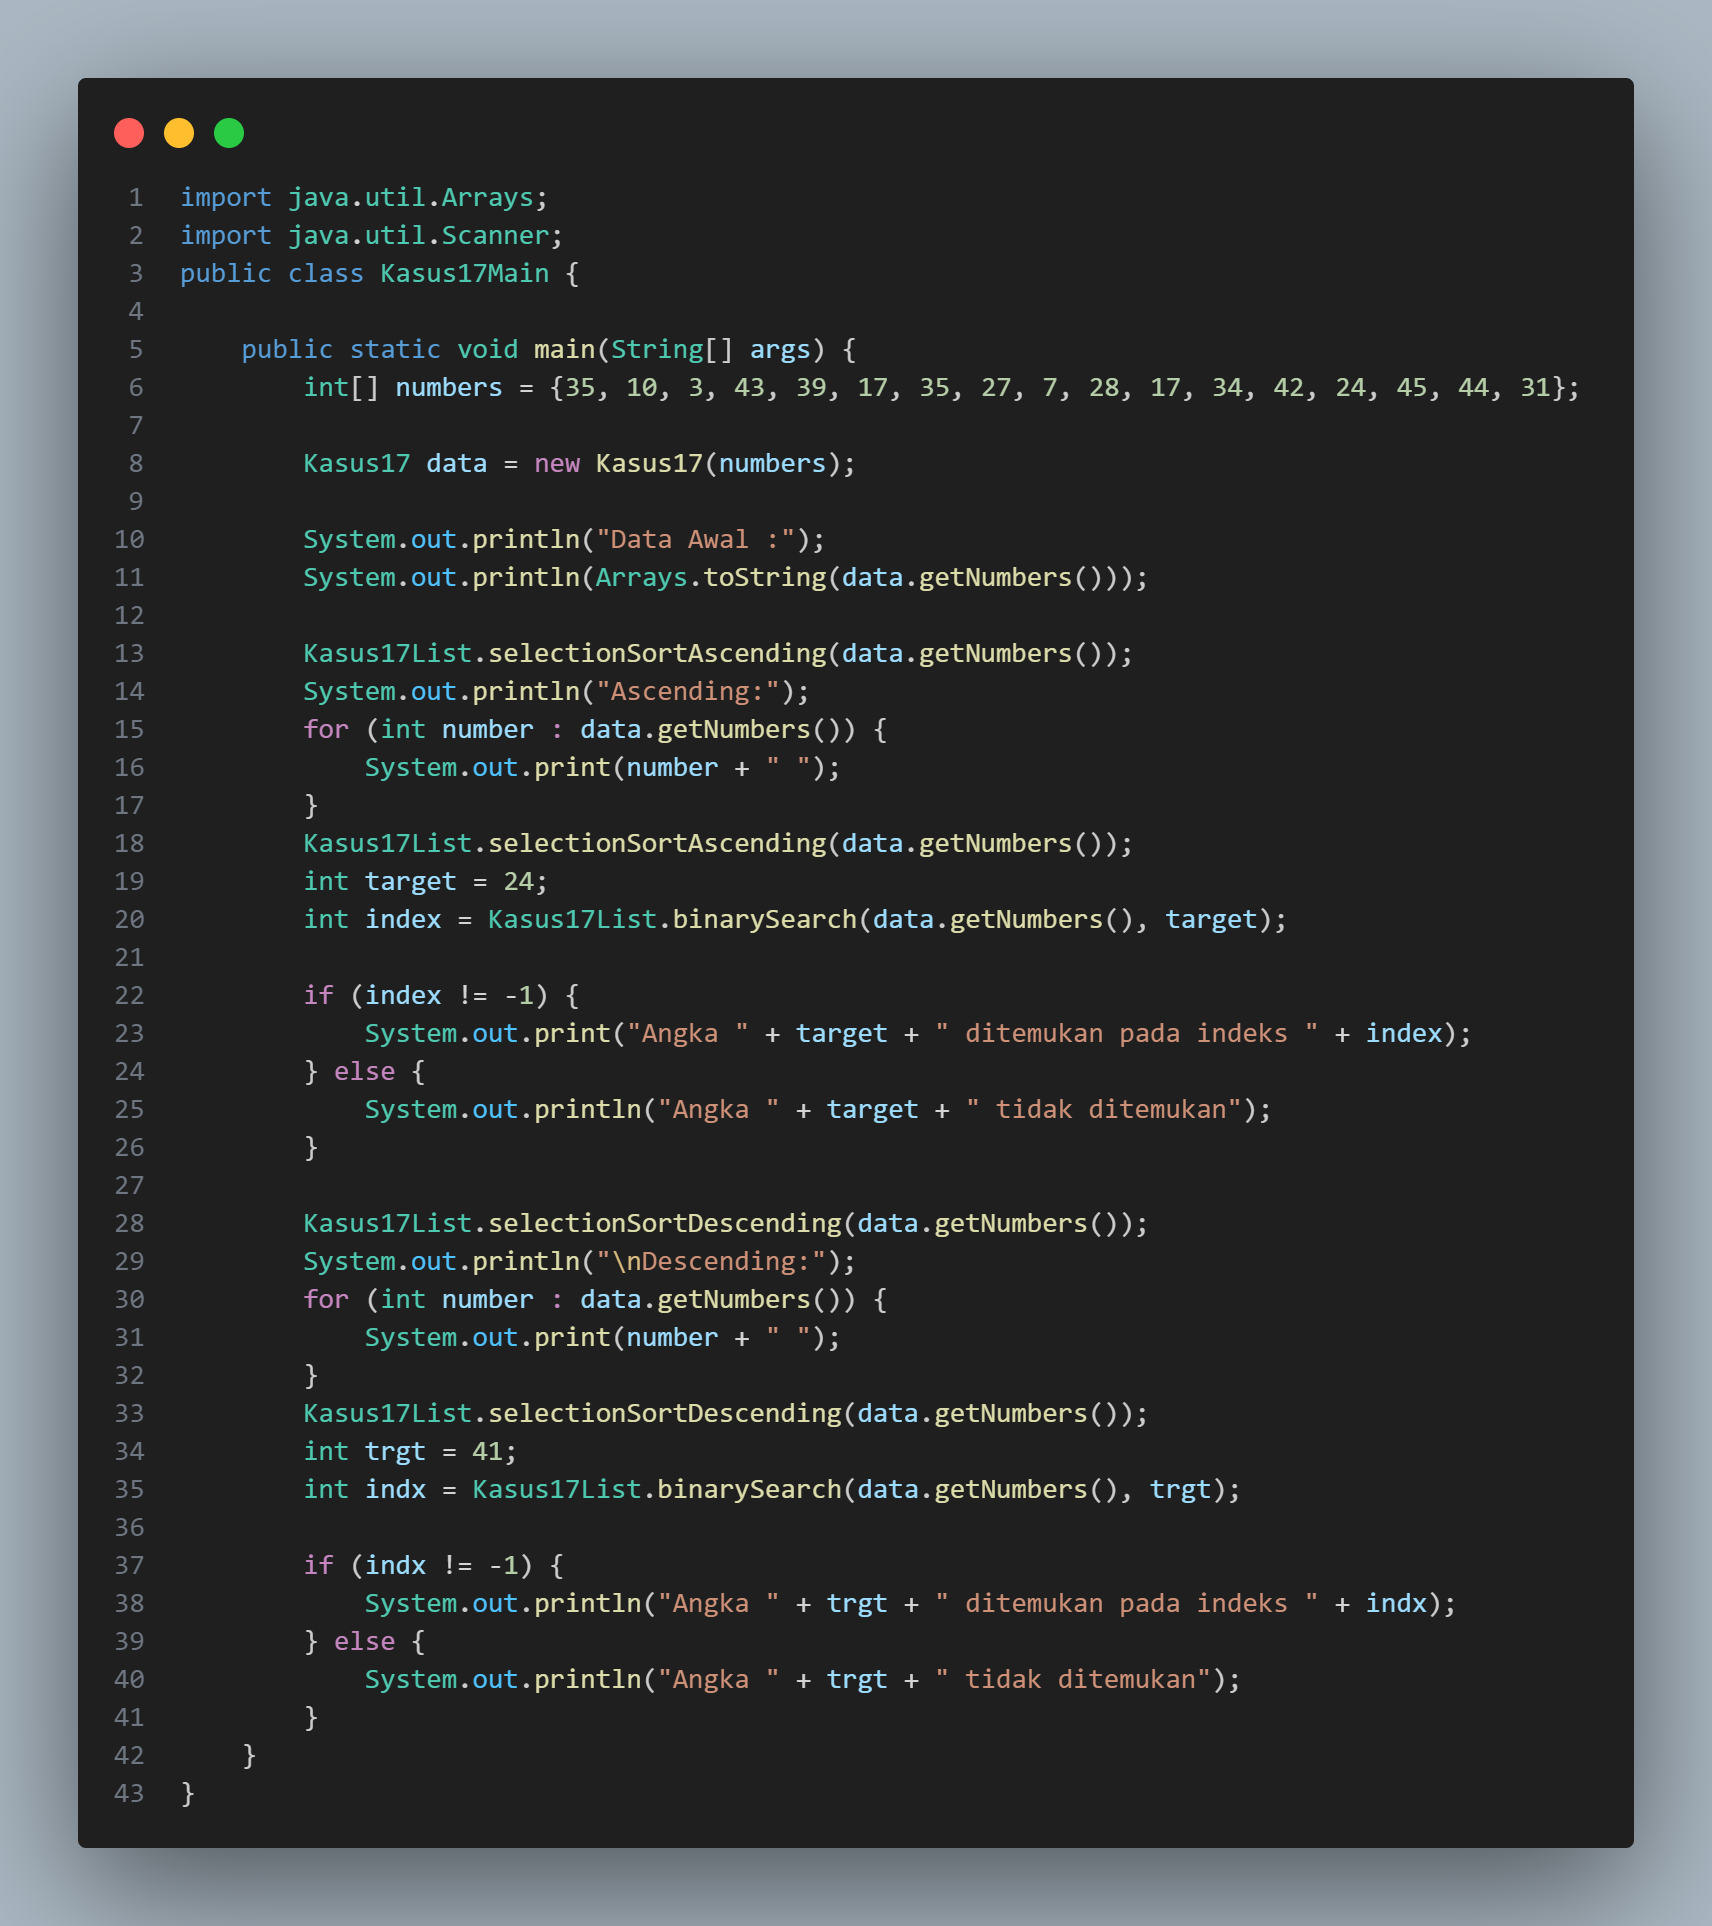 1 import java.util.Arrays;
2 import java.util.Scanner;
3 public class Kasus17Main {
4
5     public static void main(String[] args) {
6         int[] numbers = {35, 10, 3, 43, 39, 17, 35, 27, 7, 28, 17, 34, 42, 24, 45, 44, 31};
7
8         Kasus17 data = new Kasus17(numbers);
9
10         System.out.println("Data Awal :");
11         System.out.println(Arrays.toString(data.getNumbers()));
12
13         Kasus17List.selectionSortAscending(data.getNumbers());
14         System.out.println("Ascending:");
15         for (int number : data.getNumbers()) {
16             System.out.print(number + " ");
17         }
18         Kasus17List.selectionSortAscending(data.getNumbers());
19         int target = 24;
20         int index = Kasus17List.binarySearch(data.getNumbers(), target);
21
22         if (index != -1) {
23             System.out.print("Angka " + target + " ditemukan pada indeks " + index);
24         } else {
25             System.out.println("Angka " + target + " tidak ditemukan");
26         }
27
28         Kasus17List.selectionSortDescending(data.getNumbers());
29         System.out.println("\nDescending:");
30         for (int number : data.getNumbers()) {
31             System.out.print(number + " ");
32         }
33         Kasus17List.selectionSortDescending(data.getNumbers());
34         int trgt = 41;
35         int indx = Kasus17List.binarySearch(data.getNumbers(), trgt);
36
37         if (indx != -1) {
38             System.out.println("Angka " + trgt + " ditemukan pada indeks " + indx);
39         } else {
40             System.out.println("Angka " + trgt + " tidak ditemukan");
41         }
42     }
43 }